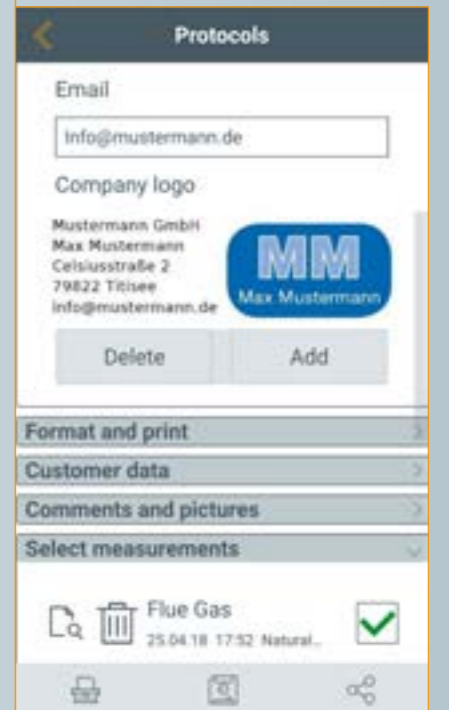 Protocols
Email
Info@mustermann.de
Company logo
Mustermann GmbH
Max Mustermann
Celsiusstraße 2
79822 Titisee
info@mustermann.de
MM
Max Mustermann
Delete
Add
Format and print
Customer data
Comments and pictures
Select measurements
Flue Gas
25.04.18 17:52 Natural...